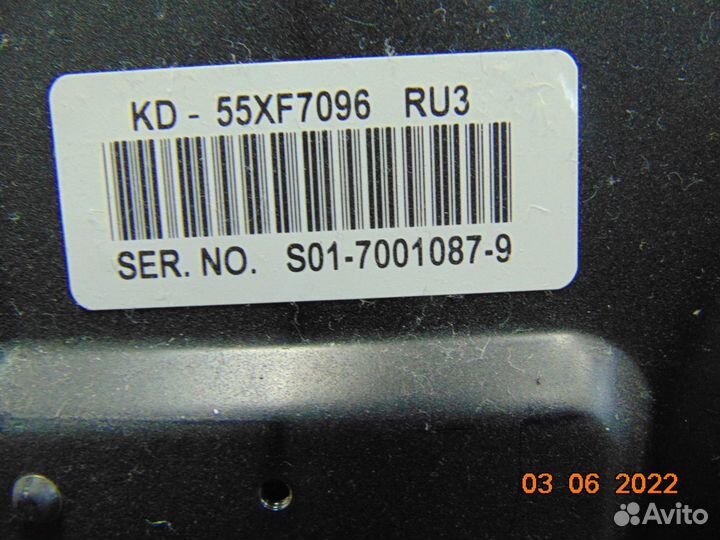 KD - 55XF7096 RU3
SER. NO. S01-7001087-9
03 06 2022
Avito